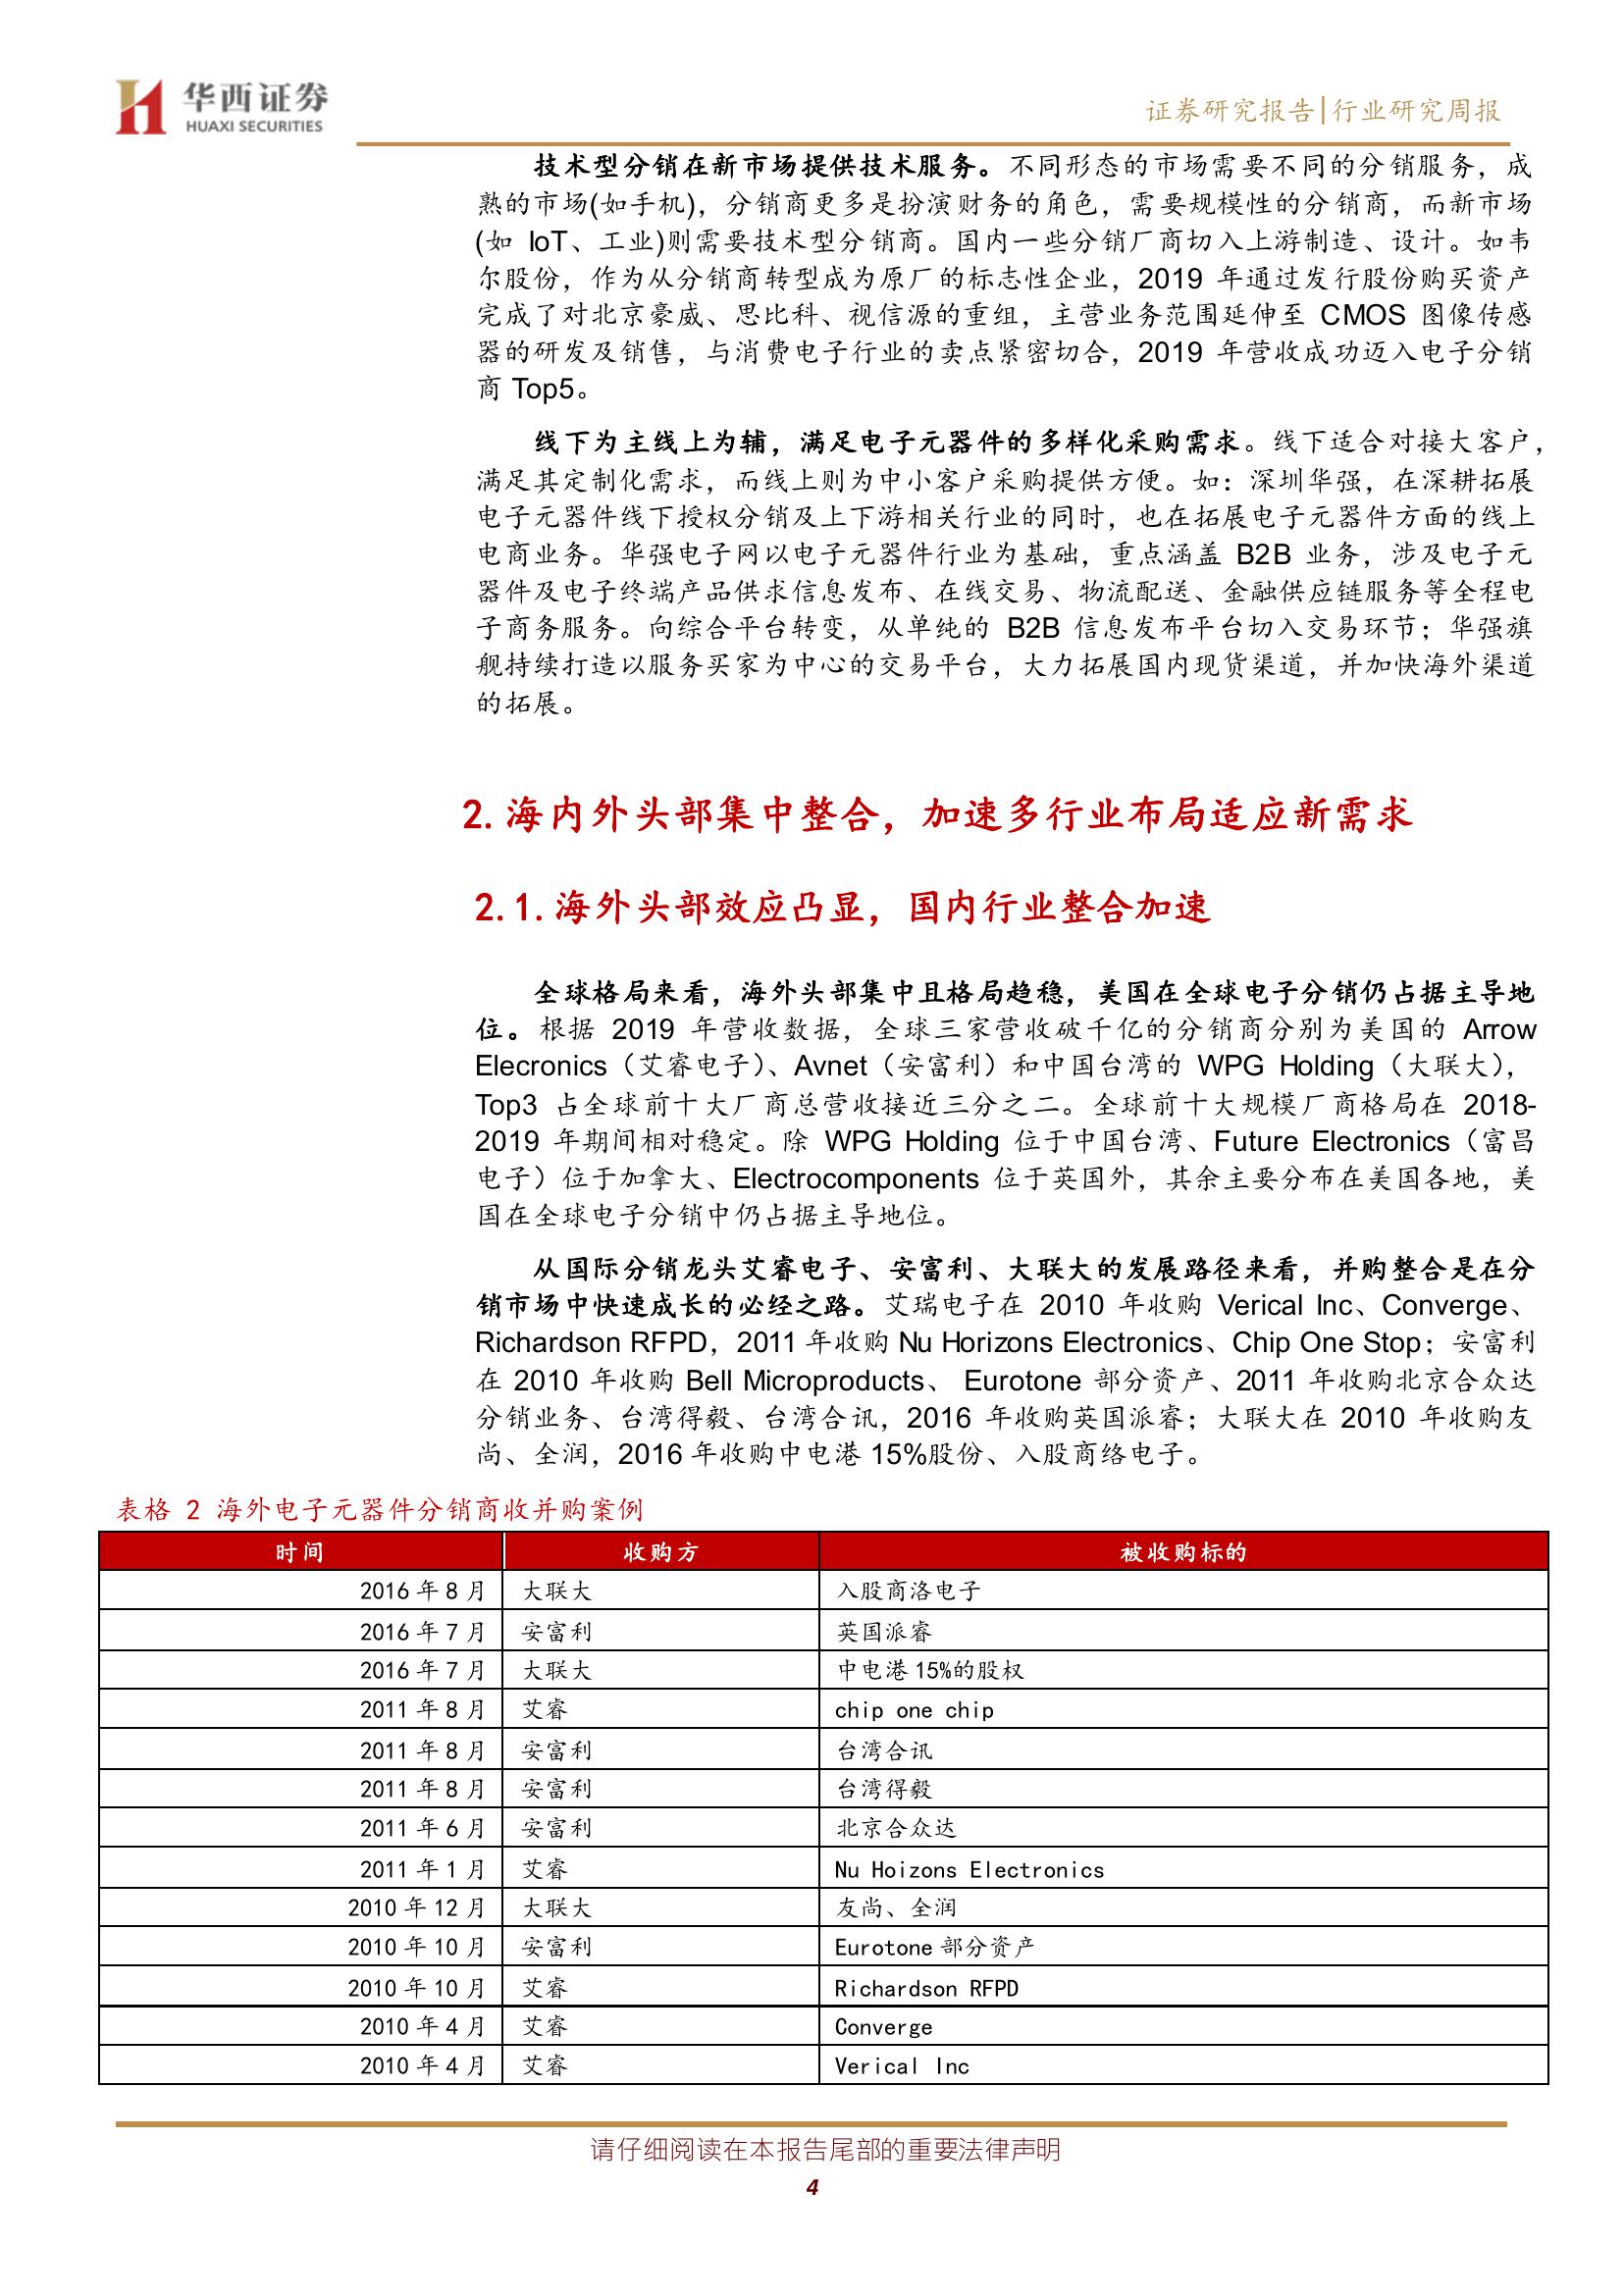 华西证券
HUAXI SECURITIES
证券研究报告|行业研究周报
技术型分销在新市场提供技术服务。不同形态的市场需要不同的分销服务，成
熟的市场(如手机)，分销商更多是扮演财务的角色，需要规模性的分销商，而新市场
(如 IoT、工业)则需要技术型分销商。国内一些分销厂商切入上游制造、设计。如韦
尔股份，作为从分销商转型成为原厂的标志性企业，2019 年通过发行股份购买资产
完成了对北京豪威、思比科、视信源的重组，主营业务范围延伸至 CMOS 图像传感
器的研发及销售，与消费电子行业的卖点紧密切合，2019 年营收成功迈入电子分销
商 Top5。
线下为主线上为辅，满足电子元器件的多样化采购需求。线下适合对接大客户，
满足其定制化需求，而线上则为中小客户采购提供方便。如：深圳华强，在深耕拓展
电子元器件线下授权分销及上下游相关行业的同时，也在拓展电子元器件方面的线上
电商业务。华强电子网以电子元器件行业为基础，重点涵盖 B2B 业务，涉及电子元
器件及电子终端产品供求信息发布、在线交易、物流配送、金融供应链服务等全程电
子商务服务。向综合平台转变，从单纯的 B2B 信息发布平台切入交易环节；华强旗
舰持续打造以服务买家为中心的交易平台，大力拓展国内现货渠道，并加快海外渠道
的拓展。
2.海内外头部集中整合，加速多行业布局适应新需求
2.1.海外头部效应凸显，国内行业整合加速
全球格局来看，海外头部集中且格局趋稳，美国在全球电子分销仍占据主导地
位。根据 2019 年营收数据，全球三家营收破千亿的分销商分别为美国的 Arrow
Elecronics（艾睿电子）、Avnet（安富利）和中国台湾的 WPG Holding（大联大），
Top3 占全球前十大厂商总营收接近三分之二。全球前十大规模厂商格局在 2018-
2019 年期间相对稳定。除 WPG Holding 位于中国台湾、Future Electronics（富昌
电子）位于加拿大、Electrocomponents 位于英国外，其余主要分布在美国各地，美
国在全球电子分销中仍占据主导地位。
从国际分销龙头艾睿电子、安富利、大联大的发展路径来看，并购整合是在分
销市场中快速成长的必经之路。艾瑞电子在 2010 年收购 Verical Inc、Converge、
Richardson RFPD，2011 年收购 Nu Horizons Electronics、Chip One Stop；安富利
在 2010 年收购 Bell Microproducts、 Eurotone 部分资产、2011 年收购北京合众达
分销业务、台湾得毅、台湾合讯，2016 年收购英国派睿；大联大在 2010 年收购友
尚、全润，2016 年收购中电港 15%股份、入股商络电子。
表格 2 海外电子元器件分销商收并购案例
时间 收购方 被收购标的
2016 年 8 月 大联大 入股商洛电子
2016 年 7 月 安富利 英国派睿
2016 年 7 月 大联大 中电港 15%的股权
2011 年 8 月 艾睿 chip one chip
2011 年 8 月 安富利 台湾合讯
2011 年 8 月 安富利 台湾得毅
2011 年 6 月 安富利 北京合众达
2011 年 1 月 艾睿 Nu Hoizons Electronics
2010 年 12 月 大联大 友尚、全润
2010 年 10 月 安富利 Eurotone 部分资产
2010 年 10 月 艾睿 Richardson RFPD
2010 年 4 月 艾睿 Converge
2010 年 4 月 艾睿 Verical Inc
请仔细阅读在本报告尾部的重要法律声明
4